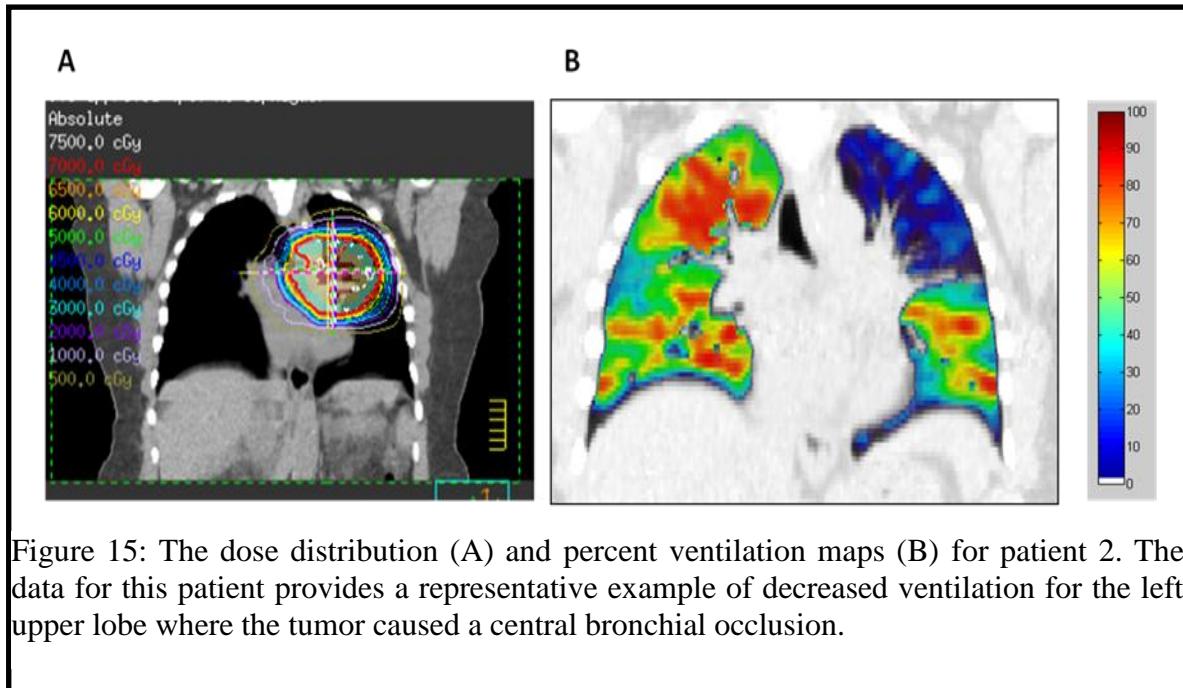 A
B
Absolute
7500.0 cGy
7000.0 cGy
6500.0 cGy
6000.0 cGy
5000.0 cGy
4500.0 cGy
4000.0 cGy
3000.0 cGy
2000.0 cGy
1000.0 cGy
500.0 cGy
100
90
80
70
60
50
40
30
20
10
0
Figure 15: The dose distribution (A) and percent ventilation maps (B) for patient 2. The
data for this patient provides a representative example of decreased ventilation for the left
upper lobe where the tumor caused a central bronchial occlusion.